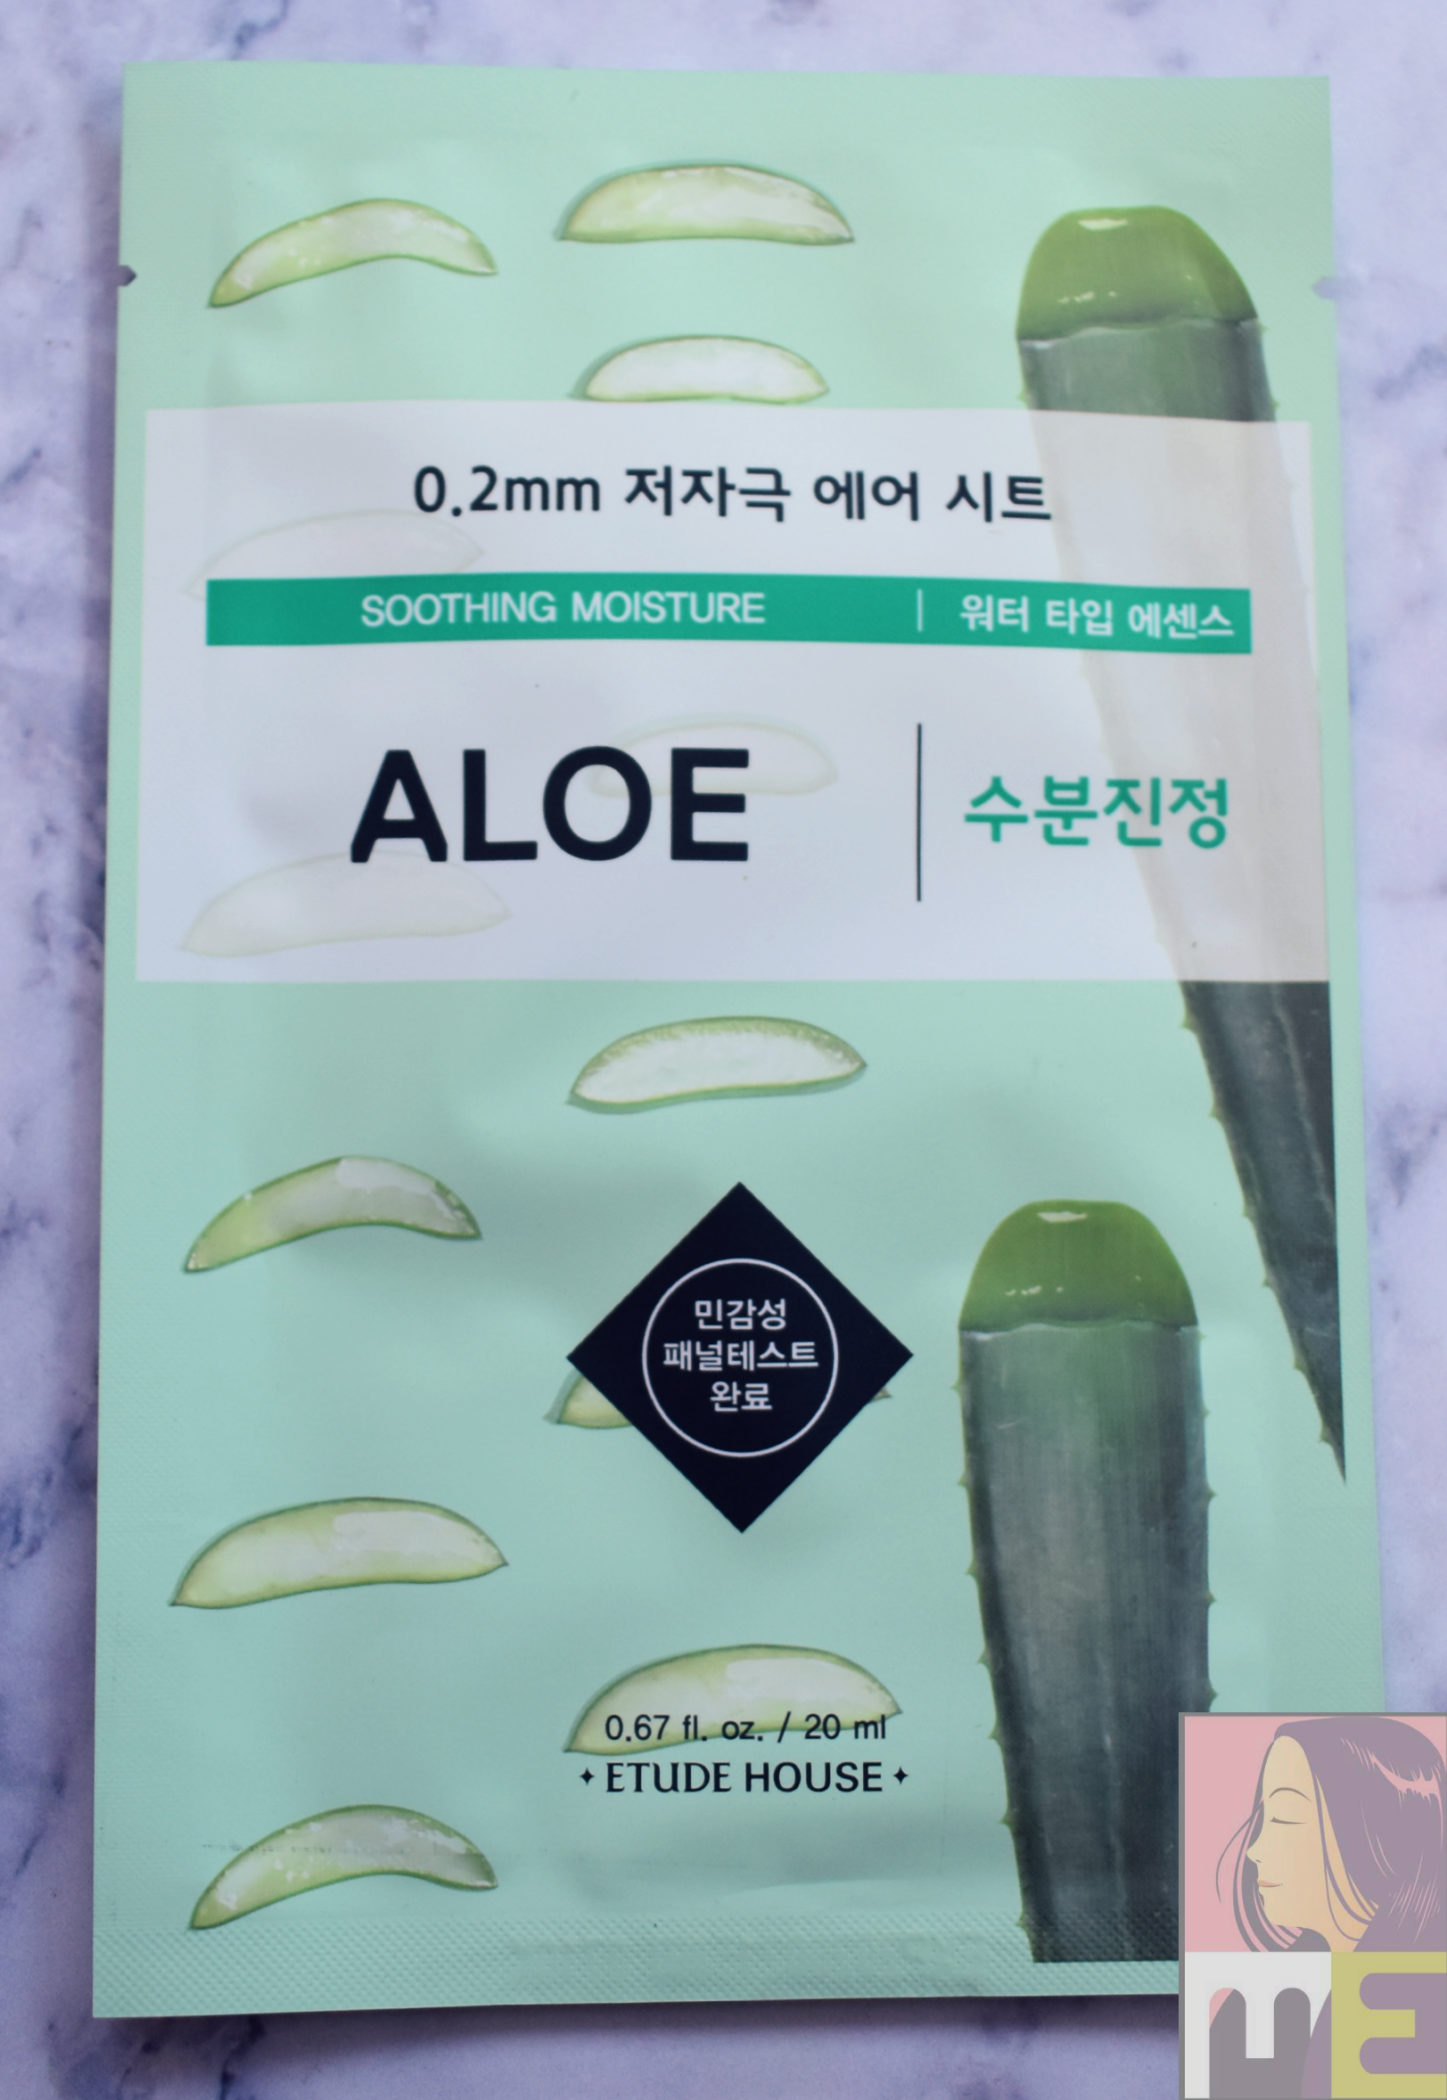 0.2mm 저자극 에어 시트
SOOTHING MOISTURE | 워터 타입 에센스
ALOE | 수분진정
민감성
패널테스트
완료
0.67 fl. oz. / 20 ml
ETUDE HOUSE
ME